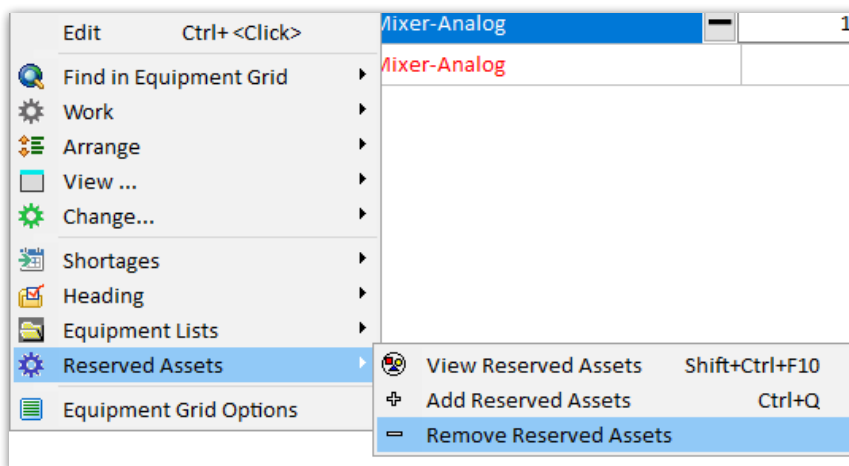 Edit Ctrl+ <Click>
Mixer-Analog 1
Find in Equipment Grid
Mixer-Analog
Work
Arrange
View ...
Change...
Shortages
Heading
Equipment Lists
Reserved Assets
View Reserved Assets Shift+Ctrl+F10
Add Reserved Assets Ctrl+Q
Equipment Grid Options
Remove Reserved Assets